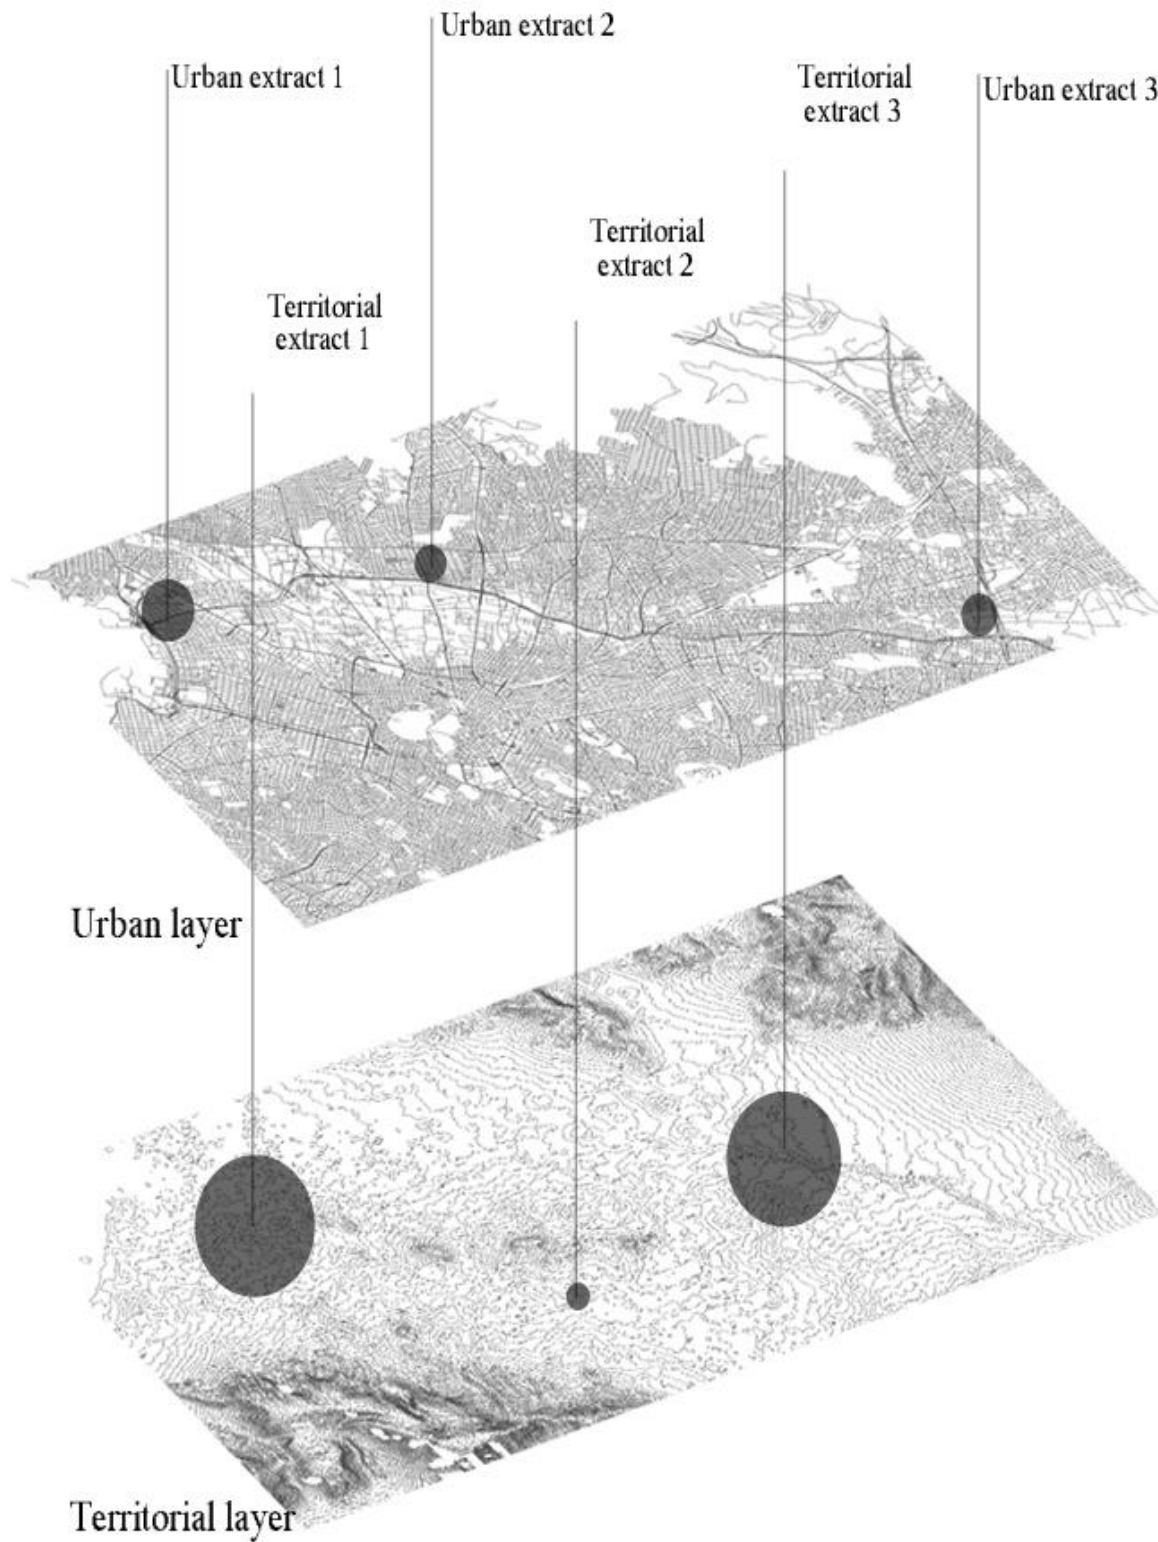 Urban extract 2
Urban extract 1
Territorial
extract 3
Urban extract 3
Territorial
extract 2
Territorial
extract 1
Urban layer
Territorial layer